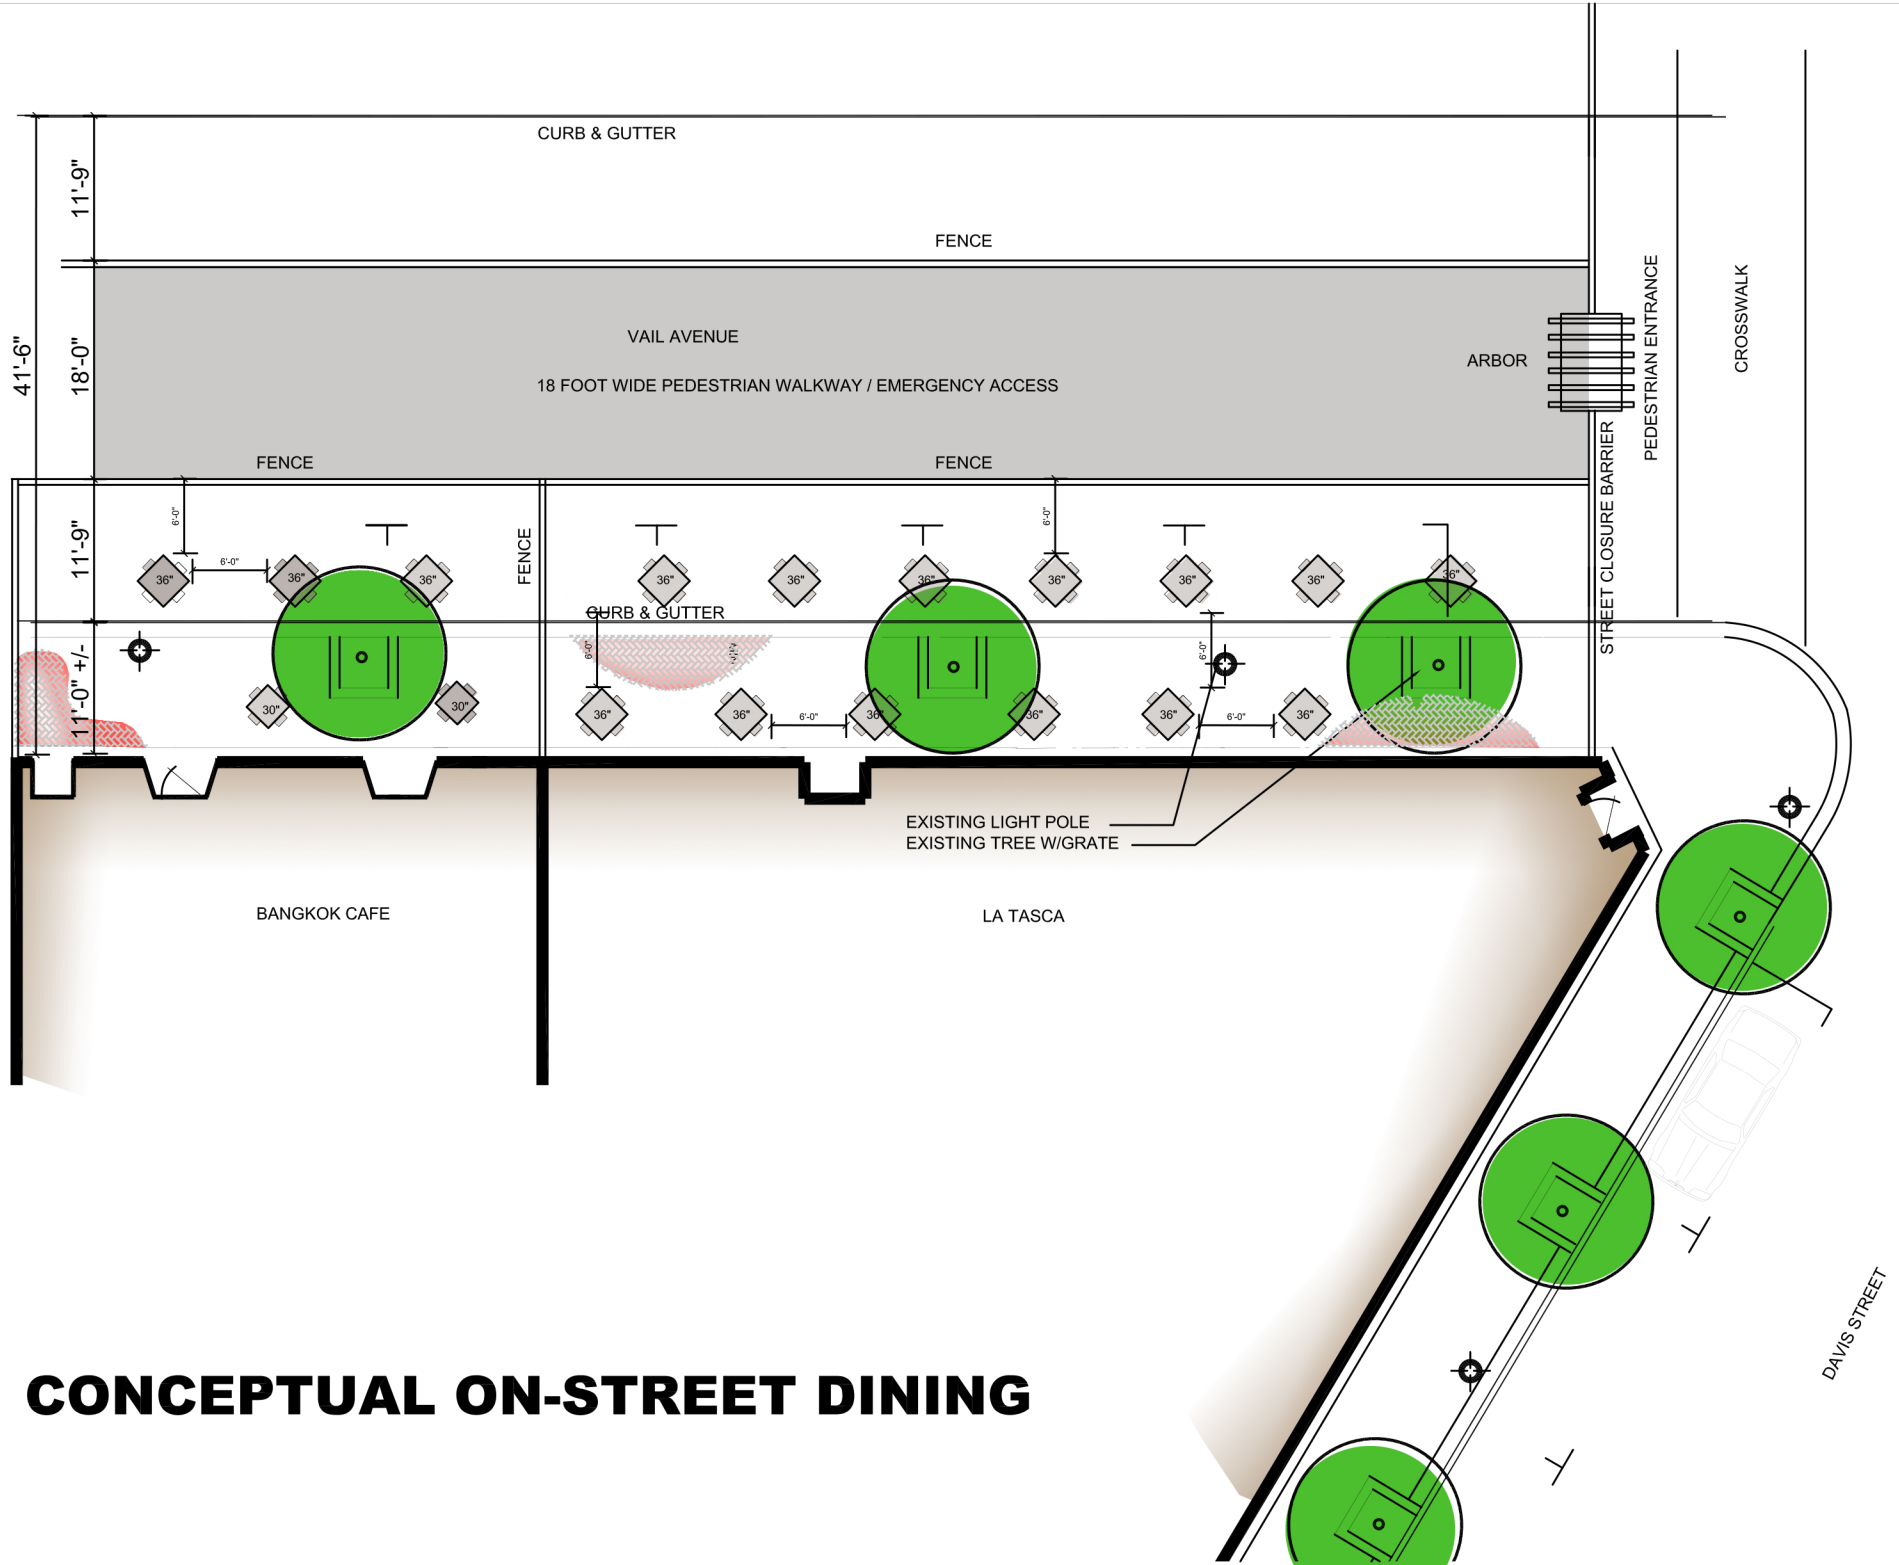 CURB & GUTTER
11'-9"
FENCE
41'-6"
18'-0"
VAIL AVENUE
18 FOOT WIDE PEDESTRIAN WALKWAY / EMERGENCY ACCESS
ARBOR
PEDESTRIAN ENTRANCE
CROSSWALK
STREET CLOSURE BARRIER
FENCE
FENCE
11'-9"
6'-0"
6'-0"
FENCE
6'-0"
36"
36"
36"
36"
36"
36"
36"
36"
36"
36"
CURB & GUTTER
11'-0" +/-
6'-0"
6'-0"
30"
30"
36"
36"
6'-0"
36"
36"
36"
6'-0"
36"
EXISTING LIGHT POLE
EXISTING TREE W/GRATE
BANGKOK CAFE
LA TASCA
DAVIS STREET
CONCEPTUAL ON-STREET DINING